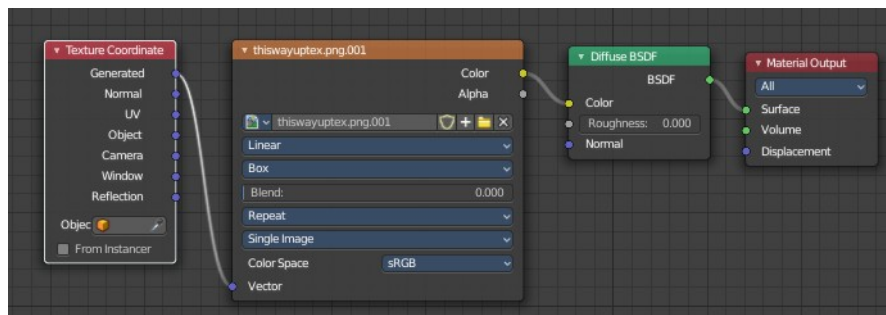 Texture Coordinate
Generated
Normal
UV
Object
Camera
Window
Reflection
Objec
From Instancer
thiswayuptex.png.001
Color
Alpha
thiswayuptex.png.001
Linear
Box
Blend: 0.000
Repeat
Single Image
Color Space sRGB
Vector
Diffuse BSDF
BSDF
Color
Roughness: 0.000
Normal
Material Output
All
Surface
Volume
Displacement